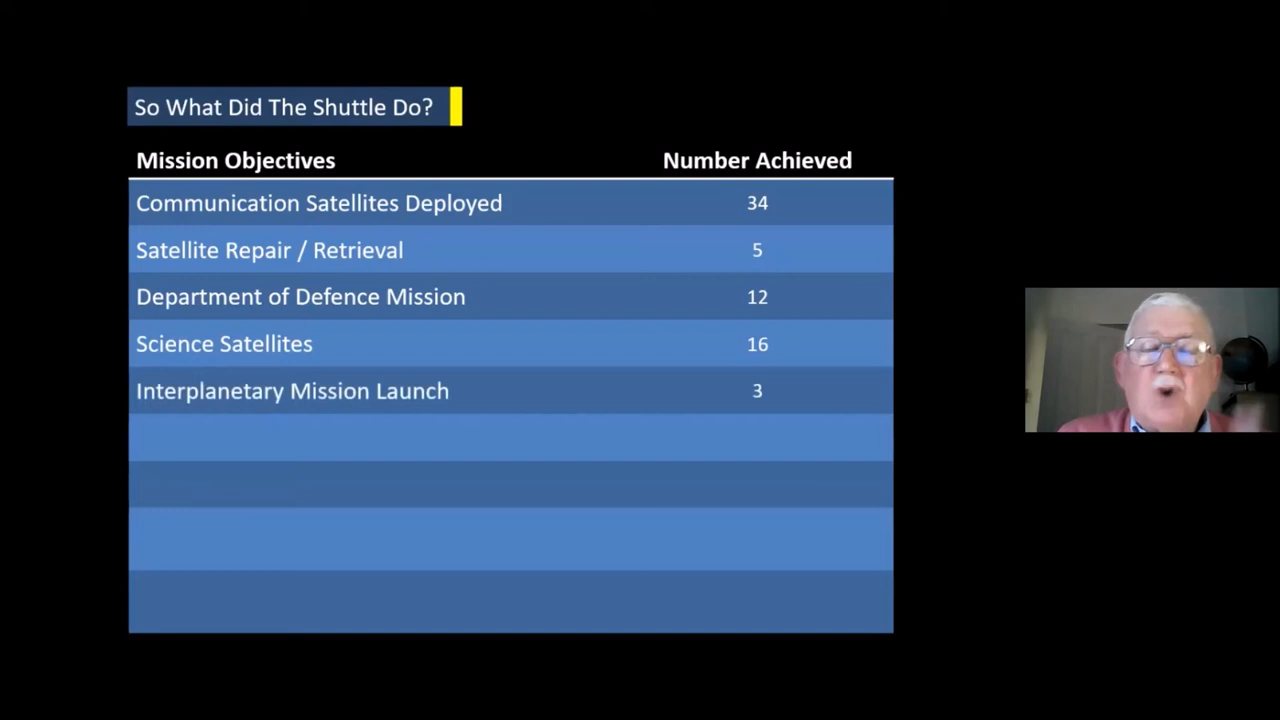 So What Did The Shuttle Do?
Mission Objectives Number Achieved
Communication Satellites Deployed 34
Satellite Repair / Retrieval 5
Department of Defence Mission 12
Science Satellites 16
Interplanetary Mission Launch 3